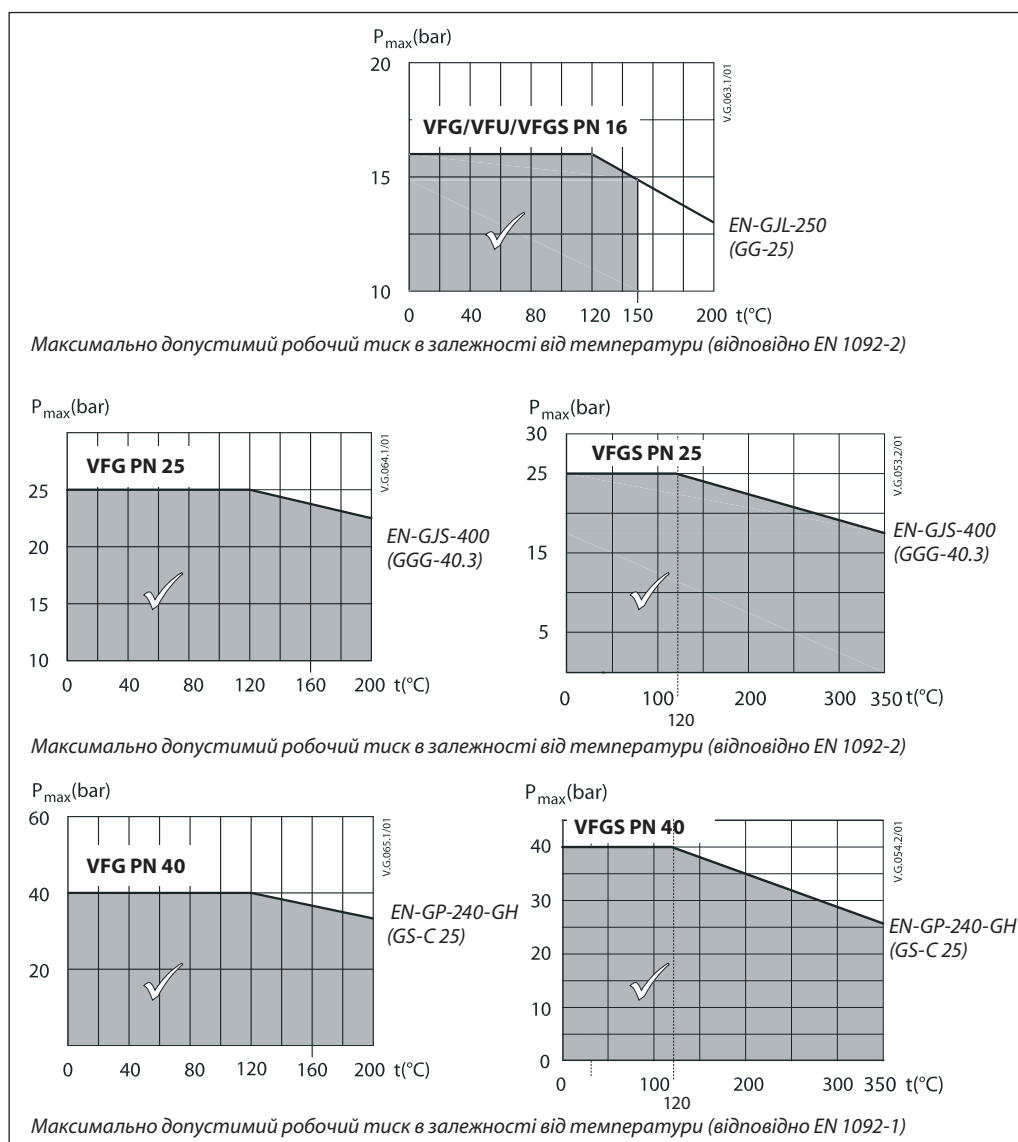 Pmax(bar)
20
V.G.063.1/01
VFG/VFU/VFGS PN 16
15
EN-GJL-250
(GG-25)
10
0 40 80 120 150 200 t(°C)
Максимально допустимий робочий тиск в залежності від температури (відповідно EN 1092-2)
Pmax(bar)
V.G.064.1/01
VFG PN 25
25
20
EN-GJS-400
(GGG-40.3)
15
10
0 40 80 120 160 200 t(°C)
Pmax(bar)
30
V.G.053.2/01
VFGS PN 25
25
EN-GJS-400
(GGG-40.3)
15
5
0 100 200 300 350 t(°C)
120
Максимально допустимий робочий тиск в залежності від температури (відповідно EN 1092-2)
Pmax(bar)
60
V.G.065.1/01
VFG PN 40
40
EN-GP-240-GH
(GS-C 25)
20
0 40 80 120 160 200 t(°C)
Pmax(bar)
VFGS PN 40
V.G.054.2/01
40
30
EN-GP-240-GH
(GS-C 25)
20
10
0
0 100 200 300 350 t(°C)
120
Максимально допустимий робочий тиск в залежності від температури (відповідно EN 1092-1)